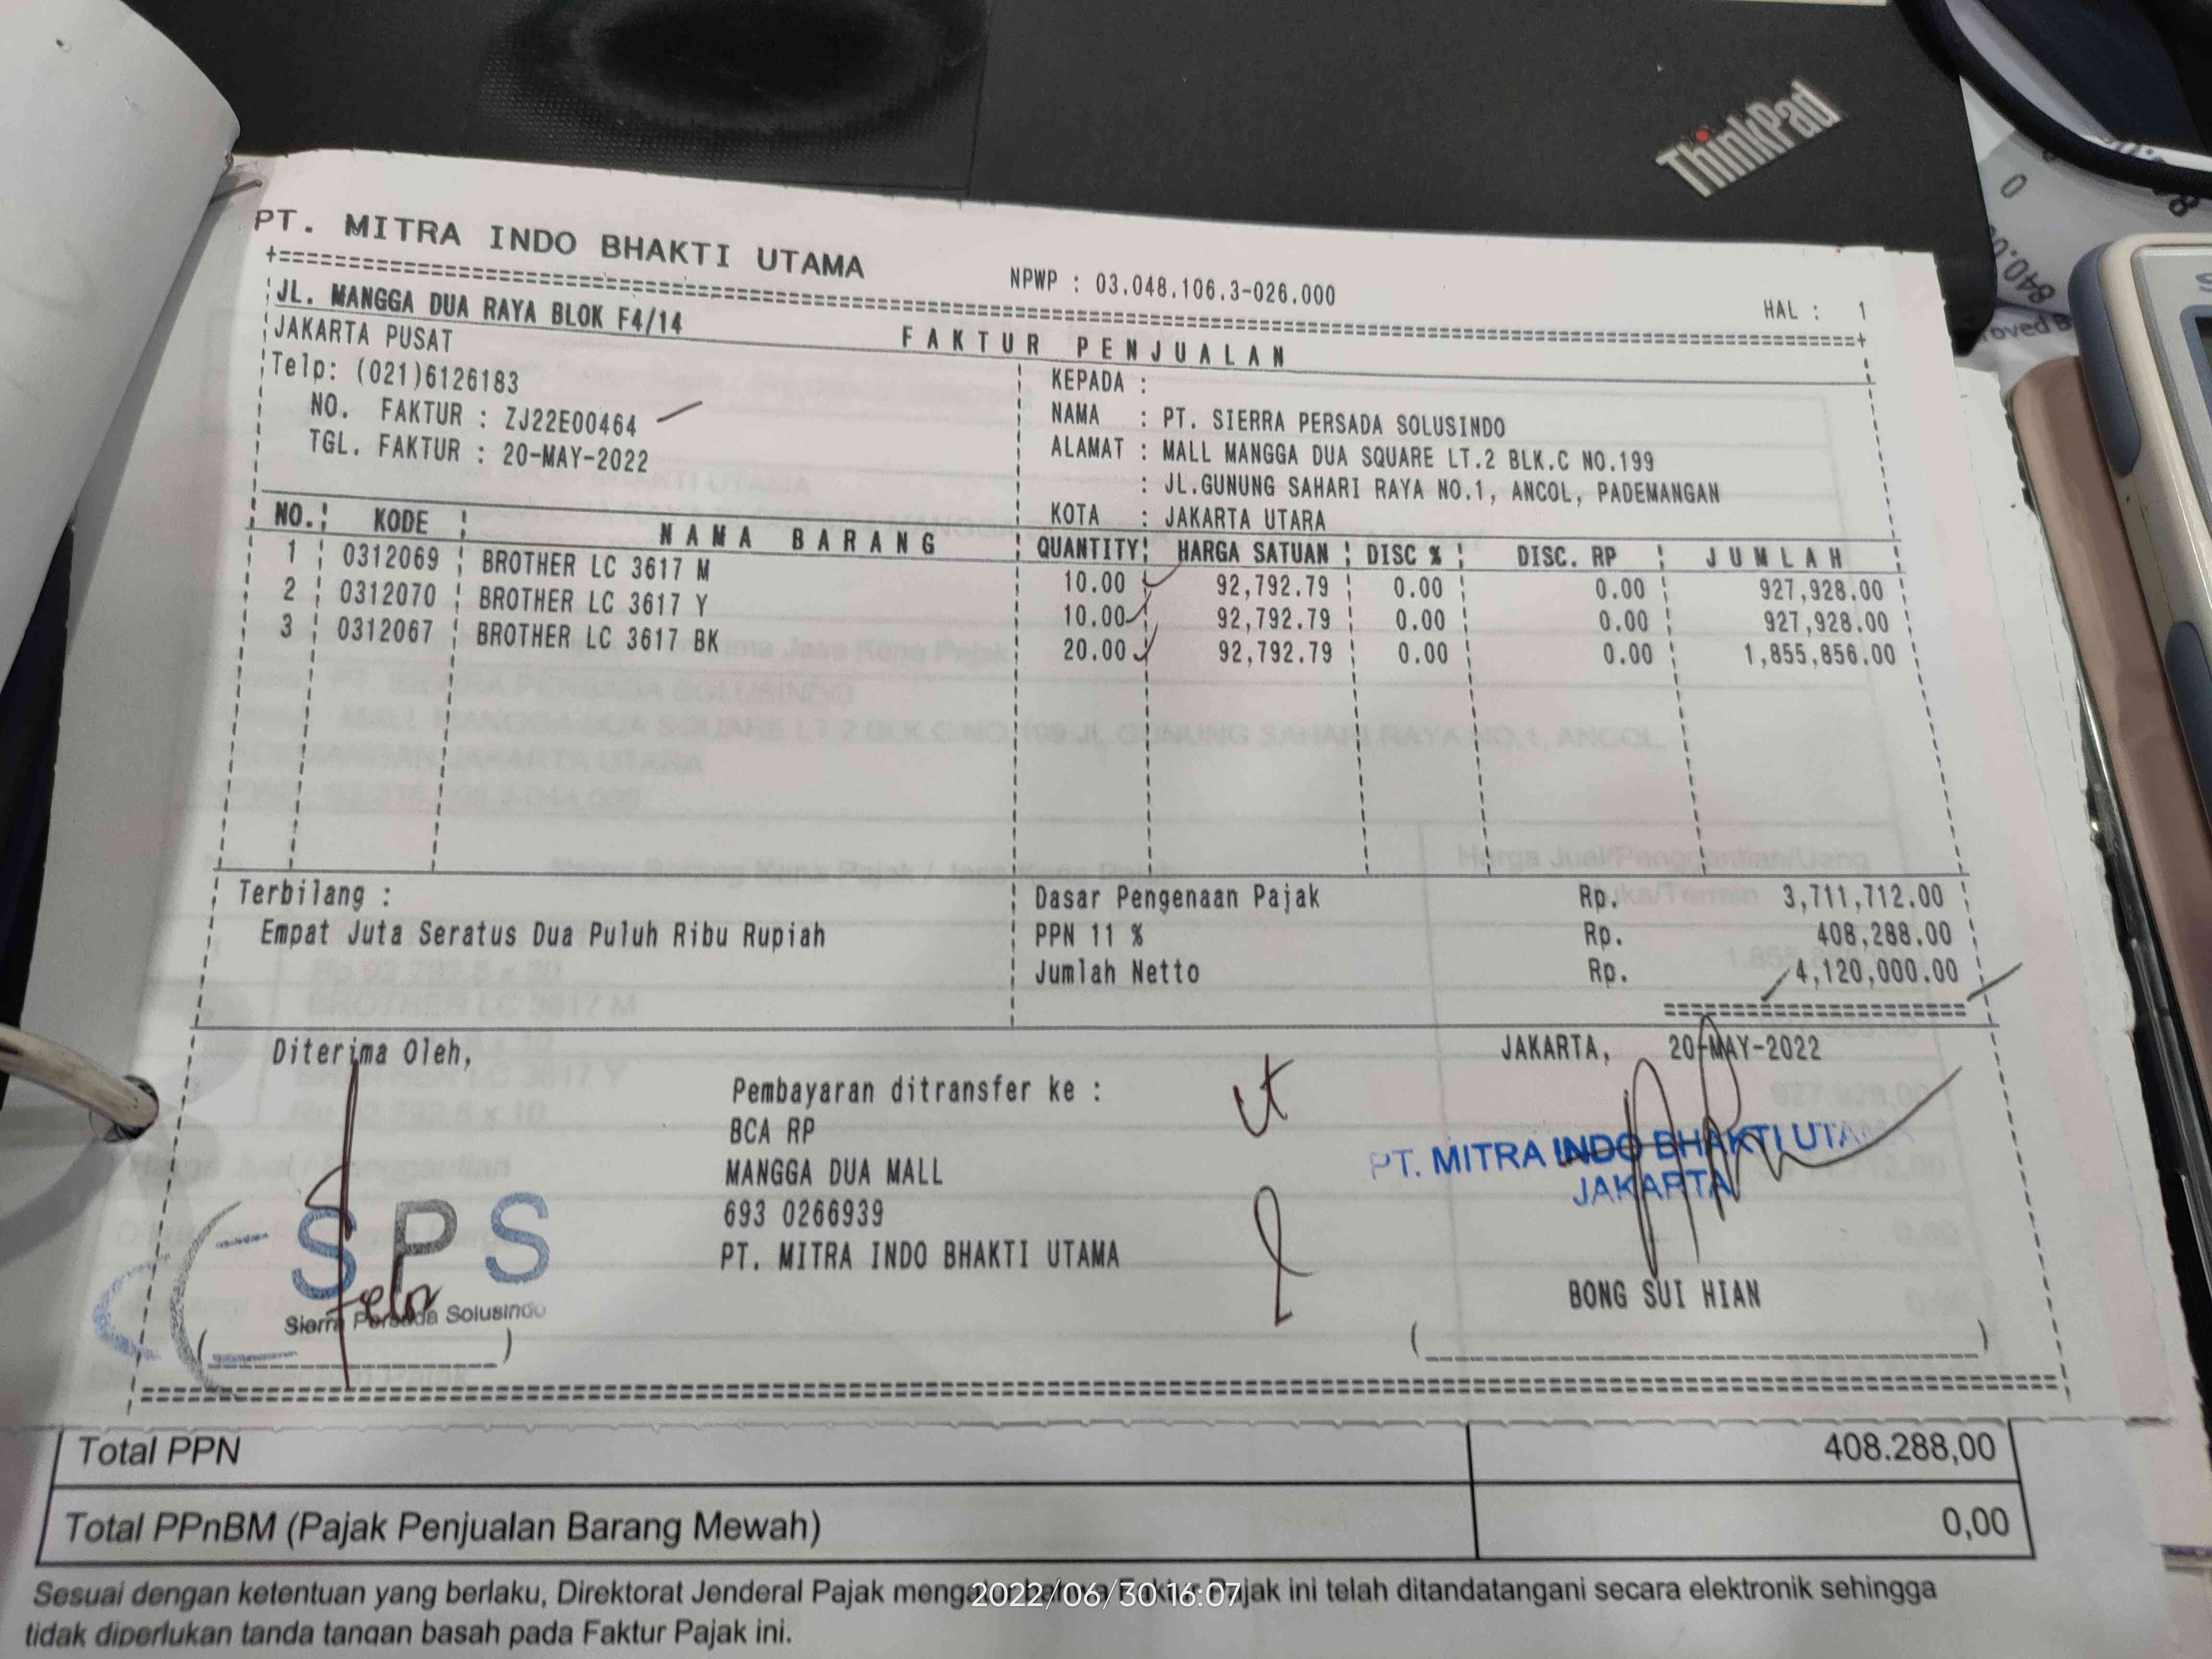 ThinkPad
PT. MITRA INDO BHAKTI UTAMA
NPWP : 03.048.106.3-026.000
HAL : 1
JL. MANGGA DUA RAYA BLOK F4/14
JAKARTA PUSAT
Telp: (021)6126183
NO. FAKTUR : ZJ22E00464
TGL. FAKTUR : 20-MAY-2022
FAKTUR PENJUALAN
KEPADA :
NAMA : PT. SIERRA PERSADA SOLUSINDO
ALAMAT : MALL MANGGA DUA SQUARE LT.2 BLK.C NO.199
: JL.GUNUNG SAHARI RAYA NO.1, ANCOL, PADEMANGAN
KOTA : JAKARTA UTARA
NO. KODE NAMA BARANG QUANTITY HARGA SATUAN DISC % DISC. RP JUMLAH
1 0312069 BROTHER LC 3617 M 10.00 92,792.79 0.00 0.00 927,928.00
2 0312070 BROTHER LC 3617 Y 10.00 92,792.79 0.00 0.00 927,928.00
3 0312067 BROTHER LC 3617 BK 20.00 92,792.79 0.00 0.00 1,855,856.00
Terbilang :
Empat Juta Seratus Dua Puluh Ribu Rupiah
Dasar Pengenaan Pajak Rp. 3,711,712.00
PPN 11 % Rp. 408,288.00
Jumlah Netto Rp. 4,120,000.00
Diterima Oleh,
SPS
Sierra Persada Solusindo
Pembayaran ditransfer ke :
BCA RP
MANGGA DUA MALL
693 0266939
PT. MITRA INDO BHAKTI UTAMA
JAKARTA, 20-MAY-2022
PT. MITRA INDO BHAKTI UTAMA
JAKARTA
BONG SUI HIAN
Total PPN 408.288,00
Total PPnBM (Pajak Penjualan Barang Mewah) 0,00
Sesuai dengan ketentuan yang berlaku, Direktorat Jenderal Pajak Pajak ini telah ditandatangani secara elektronik sehingga
tidak diperlukan tanda tangan basah pada Faktur Pajak ini.
2022/06/30 16:07